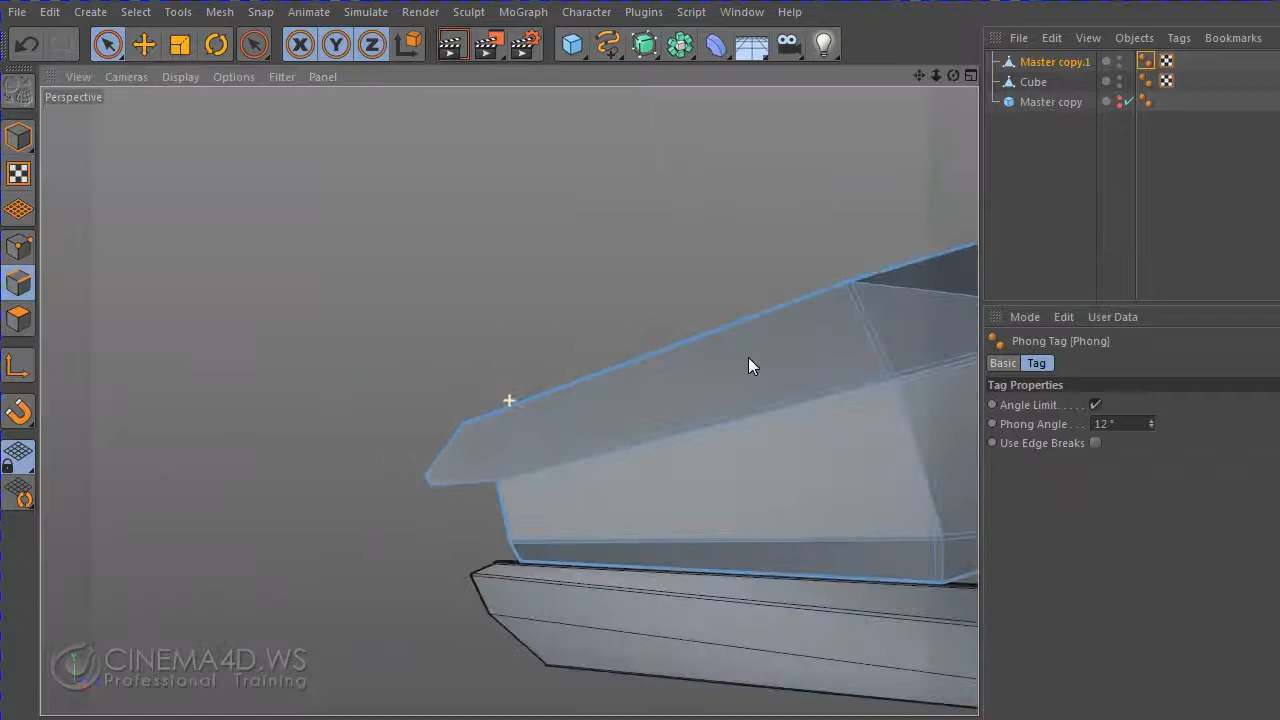 File Edit Create Select Tools Mesh Snap Animate Simulate Render Sculpt MoGraph Character Plugins Script Window Help
X Y Z
File Edit View Objects Tags Bookmarks
Master copy.1
Cube
Master copy
View Cameras Display Options Filter Panel
Perspective
Mode Edit User Data
Phong Tag [Phong]
Basic Tag
Tag Properties
Angle Limit. . . . . ✓
Phong Angle . . . 12 °
Use Edge Breaks
CINEMA4D.WS
Professional Training
Y